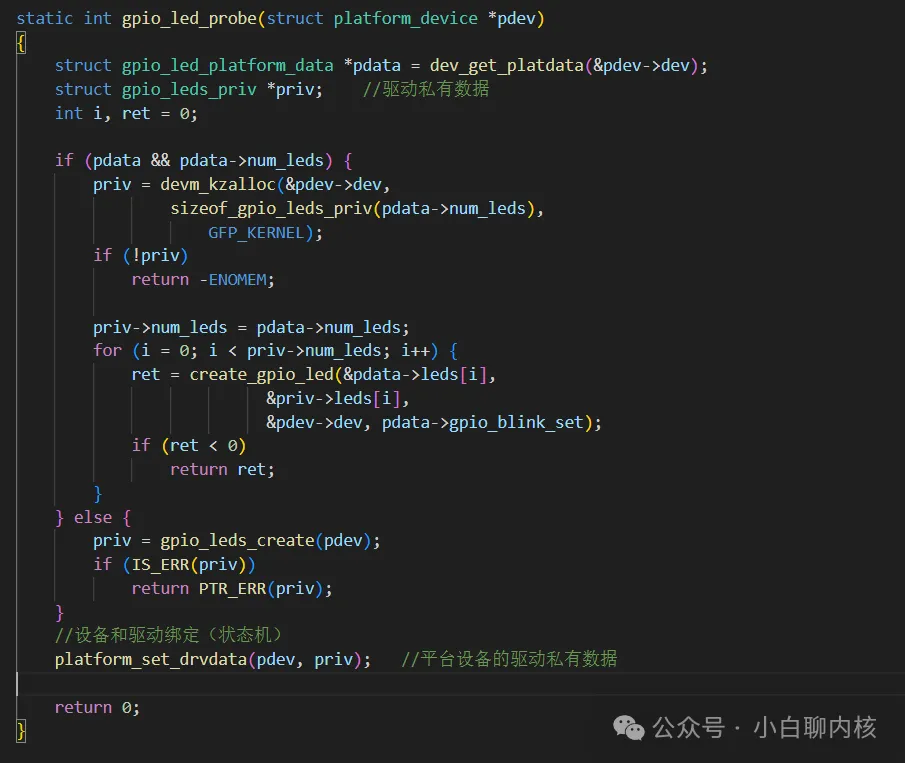 static int gpio_led_probe(struct platform_device *pdev)
{
    struct gpio_led_platform_data *pdata = dev_get_platdata(&pdev->dev);
    struct gpio_leds_priv *priv;    //驱动私有数据
    int i, ret = 0;

    if (pdata && pdata->num_leds) {
        priv = devm_kzalloc(&pdev->dev,
                sizeof_gpio_leds_priv(pdata->num_leds),
                    GFP_KERNEL);
        if (!priv)
            return -ENOMEM;

        priv->num_leds = pdata->num_leds;
        for (i = 0; i < priv->num_leds; i++) {
            ret = create_gpio_led(&pdata->leds[i],
                          &priv->leds[i],
                          &pdev->dev, pdata->gpio_blink_set);
            if (ret < 0)
                return ret;
        }
    } else {
        priv = gpio_leds_create(pdev);
        if (IS_ERR(priv))
            return PTR_ERR(priv);
    }
    //设备和驱动绑定（状态机）
    platform_set_drvdata(pdev, priv);   //平台设备的驱动私有数据

    return 0;
}
公众号 · 小白聊内核